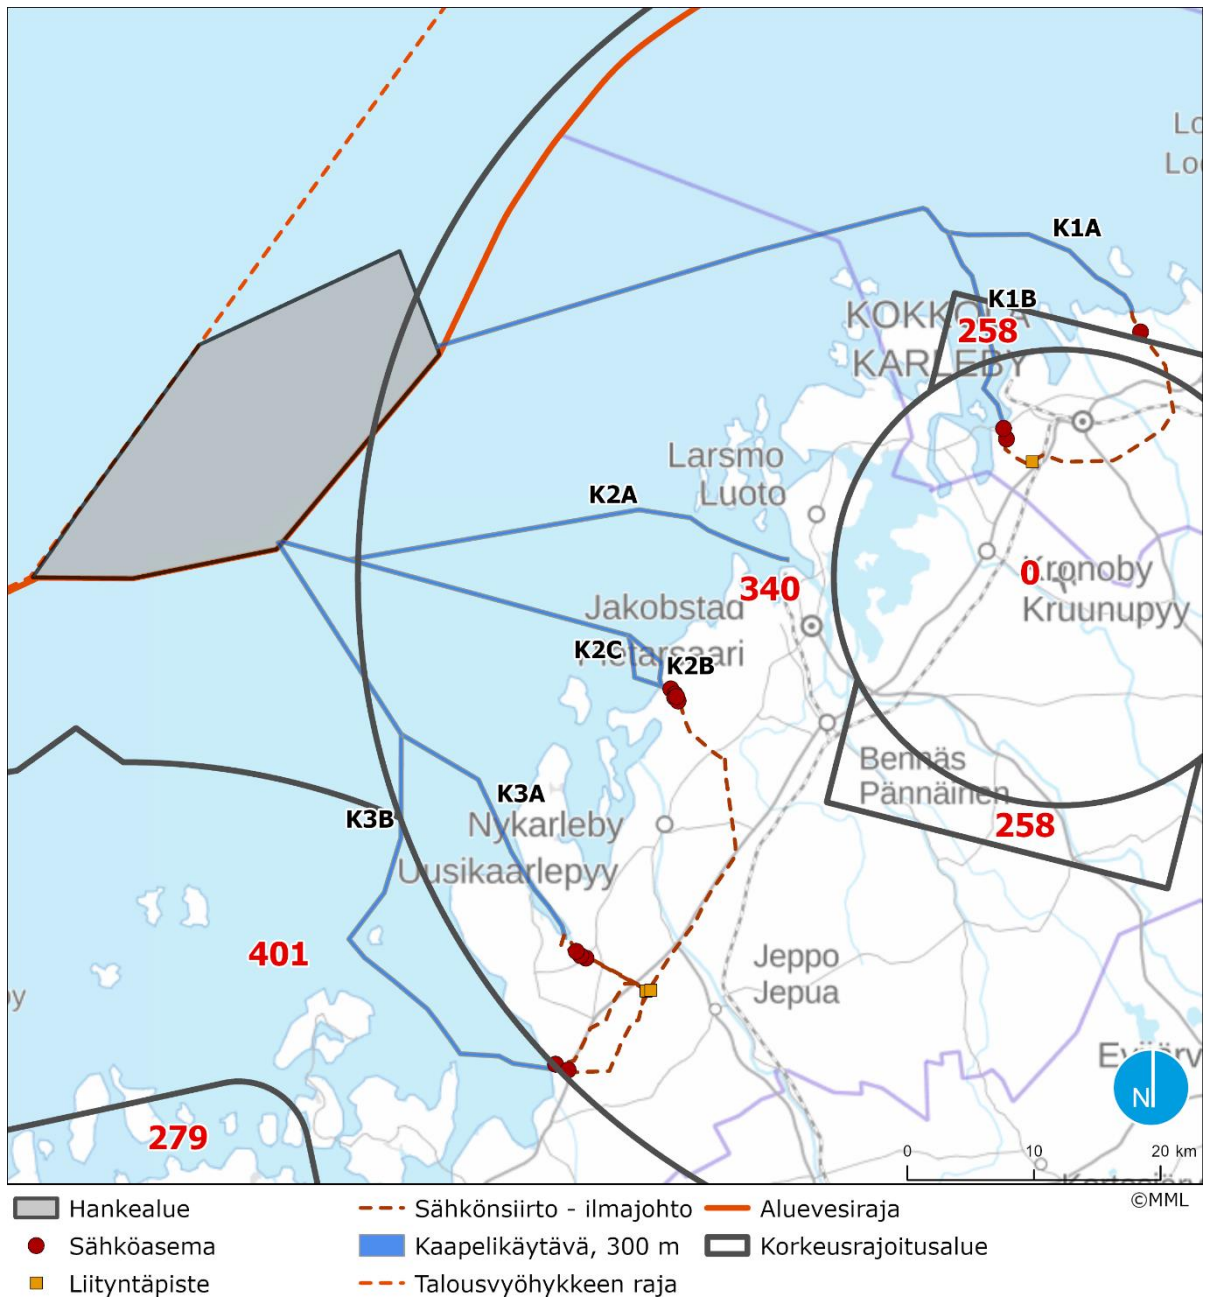 K1A
K1B
KOKKOLA
258
KARLEBY
Larsmo
Luoto
K2A
340
0
Kronoby
Kruunupyy
Jakobstad
K2C
Pietarsaari
K2B
Bennäs
Pännäinen
258
K3A
K3B
Nykarleby
Uusikaarlepyy
401
Jeppo
Jepua
279
N
0 10 20 km
©MML
Hankealue
Sähkönsiirto - ilmajohto
Aluevesiraja
Sähköasema
Kaapelikäytävä, 300 m
Korkeusrajoitusalue
Liityntäpiste
Talousvyöhykkeen raja